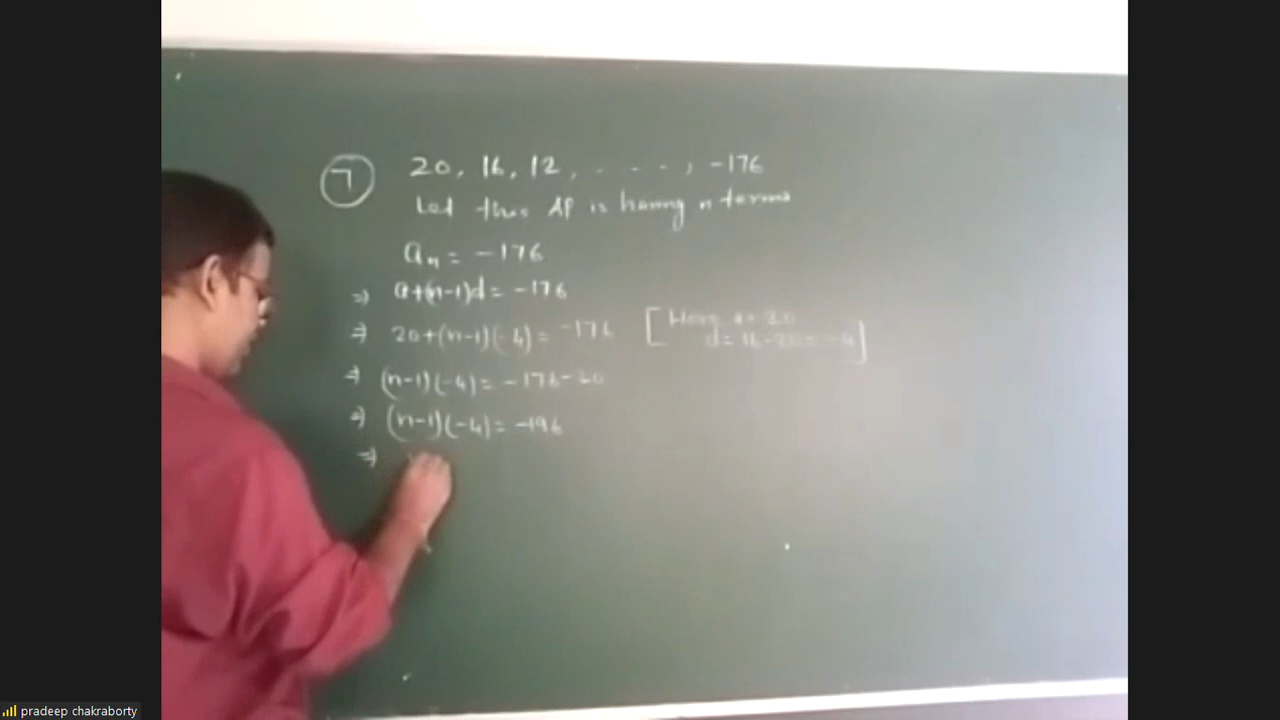 7 20, 16, 12, . . . . , -176
Let this AP is having n terms
aₙ = -176
⇒ a+(n-1)d = -176
⇒ 20+(n-1)(-4) = -176 [Here a = 20
d = 16-20 = -4]
⇒ (n-1)(-4) = -176-20
⇒ (n-1)(-4) = -196
⇒
pradeep chakraborty